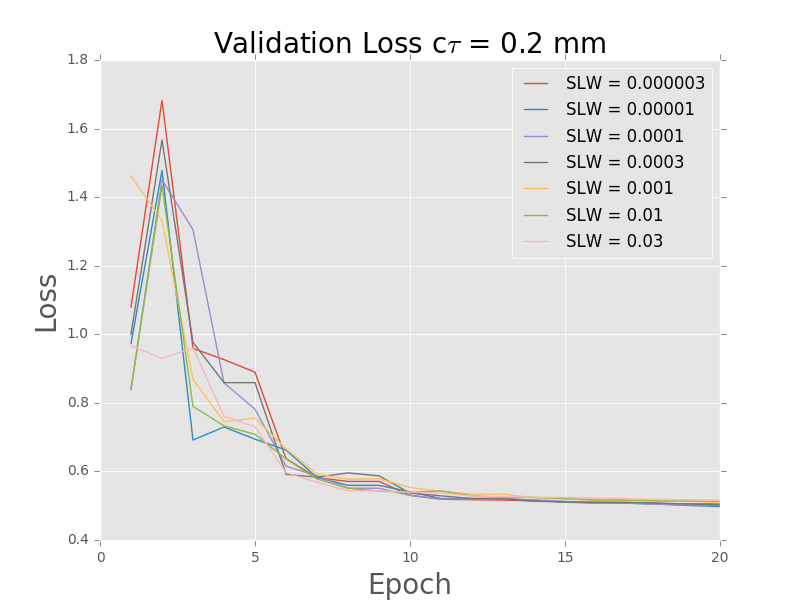 Validation Loss cτ = 0.2 mm
1.8
1.6
1.4
1.2
1.0
0.8
0.6
0.4
Loss
SLW = 0.000003
SLW = 0.00001
SLW = 0.0001
SLW = 0.0003
SLW = 0.001
SLW = 0.01
SLW = 0.03
0 5 10 15 20
Epoch